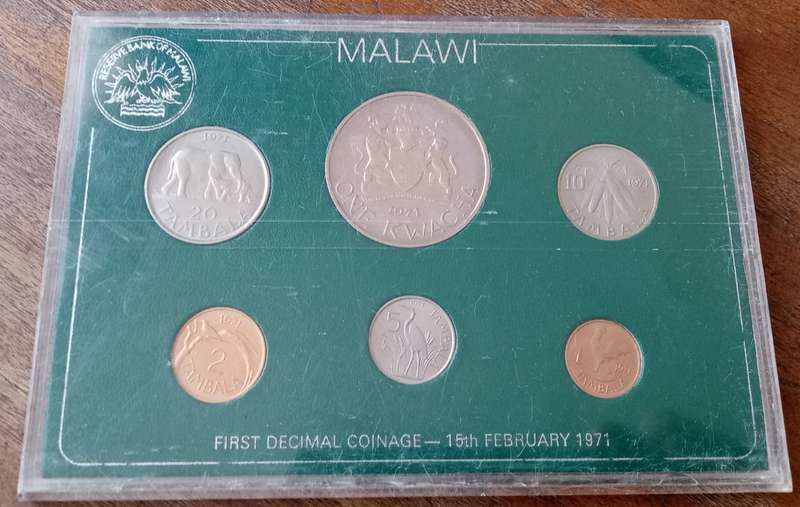 MALAWI
RESERVE BANK OF MALAWI
1971
20
TAMBALA
1971
ONE KWACHA
10 1971
TAMBALA
1971
2
TAMBALA
5 TAMBALA
TAMBALA
FIRST DECIMAL COINAGE — 15th FEBRUARY 1971